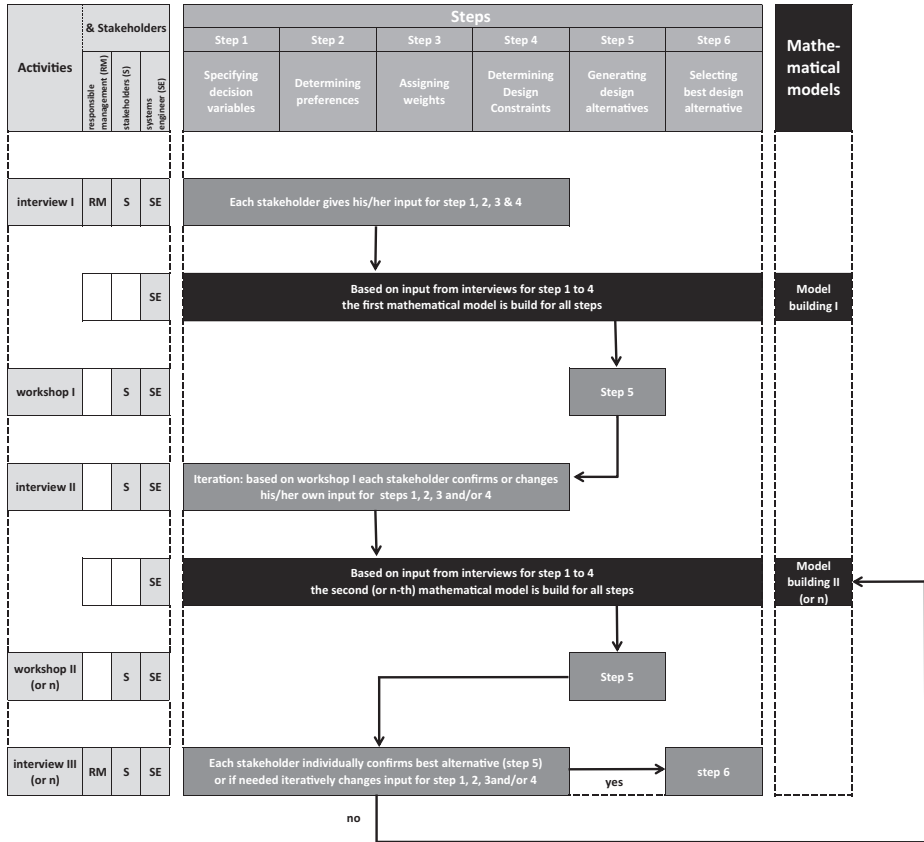 Activities
& Stakeholders
responsible
management (RM)
stakeholders (S)
systems
engineer (SE)
Steps
Step 1
Step 2
Step 3
Step 4
Step 5
Step 6
Specifying
decision
variables
Determining
preferences
Assigning
weights
Determining
Design
Constraints
Generating
design
alternatives
Selecting
best design
alternative
Mathe-
matical
models
interview I
RM
S
SE
Each stakeholder gives his/her input for step 1, 2, 3 & 4
SE
Based on input from interviews for step 1 to 4
the first mathematical model is build for all steps
Model
building I
workshop I
S
SE
Step 5
interview II
S
SE
Iteration: based on workshop I each stakeholder confirms or changes
his/her own input for steps 1, 2, 3 and/or 4
SE
Based on input from interviews for step 1 to 4
the second (or n-th) mathematical model is build for all steps
Model
building II
(or n)
workshop II
(or n)
S
SE
Step 5
interview III
(or n)
RM
S
SE
Each stakeholder individually confirms best alternative (step 5)
or if needed iteratively changes input for step 1, 2, 3and/or 4
yes
step 6
no